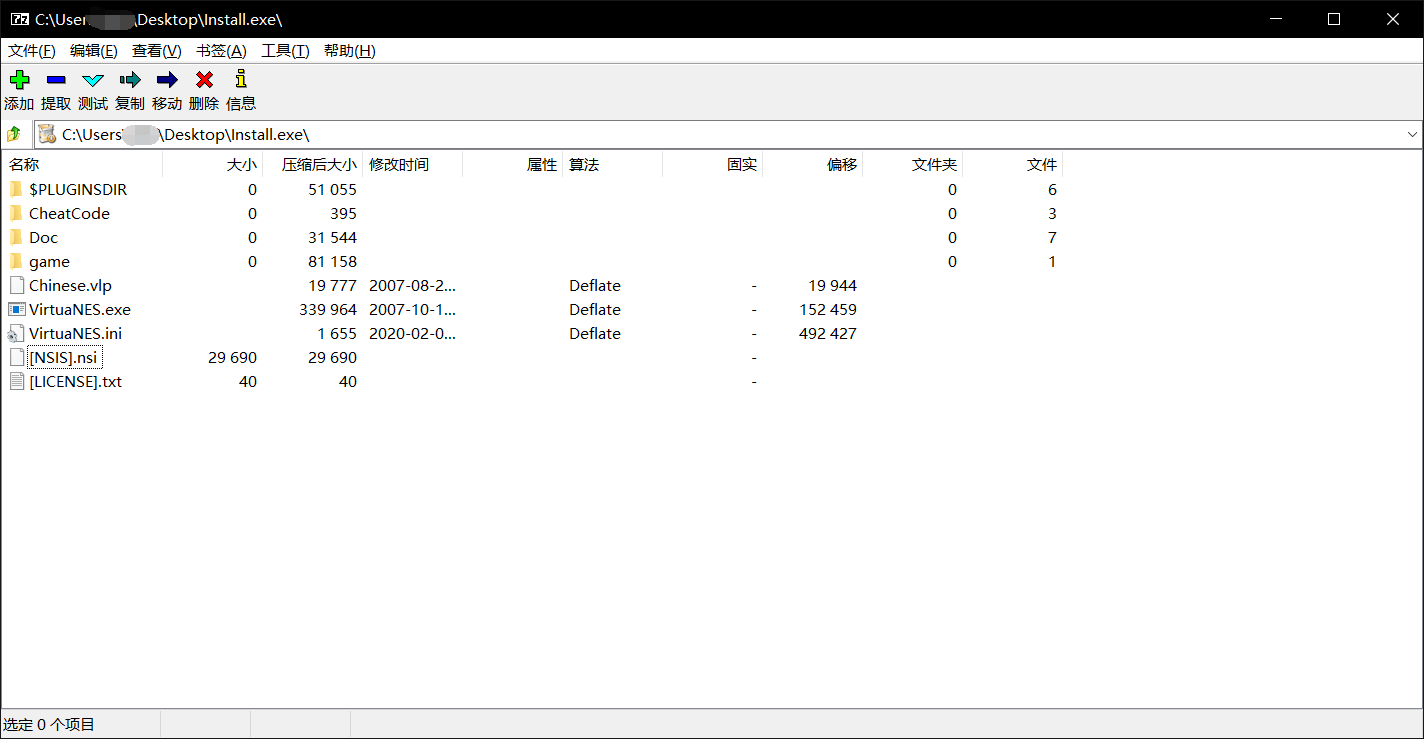 C:\User \Desktop\Install.exe\
文件(F) 编辑(E) 查看(V) 书签(A) 工具(T) 帮助(H)
添加 提取 测试 复制 移动 删除 信息
C:\Users\ \Desktop\Install.exe\
名称 大小 压缩后大小 修改时间 属性 算法 固实 偏移 文件夹 文件
$PLUGINSDIR 0 51 055 0 6
CheatCode 0 395 0 3
Doc 0 31 544 0 7
game 0 81 158 0 1
Chinese.vlp 19 777 2007-08-2... Deflate - 19 944
VirtuaNES.exe 339 964 2007-10-1... Deflate - 152 459
VirtuaNES.ini 1 655 2020-02-0... Deflate - 492 427
[NSIS].nsi 29 690 29 690 -
[LICENSE].txt 40 40 -
选定 0 个项目